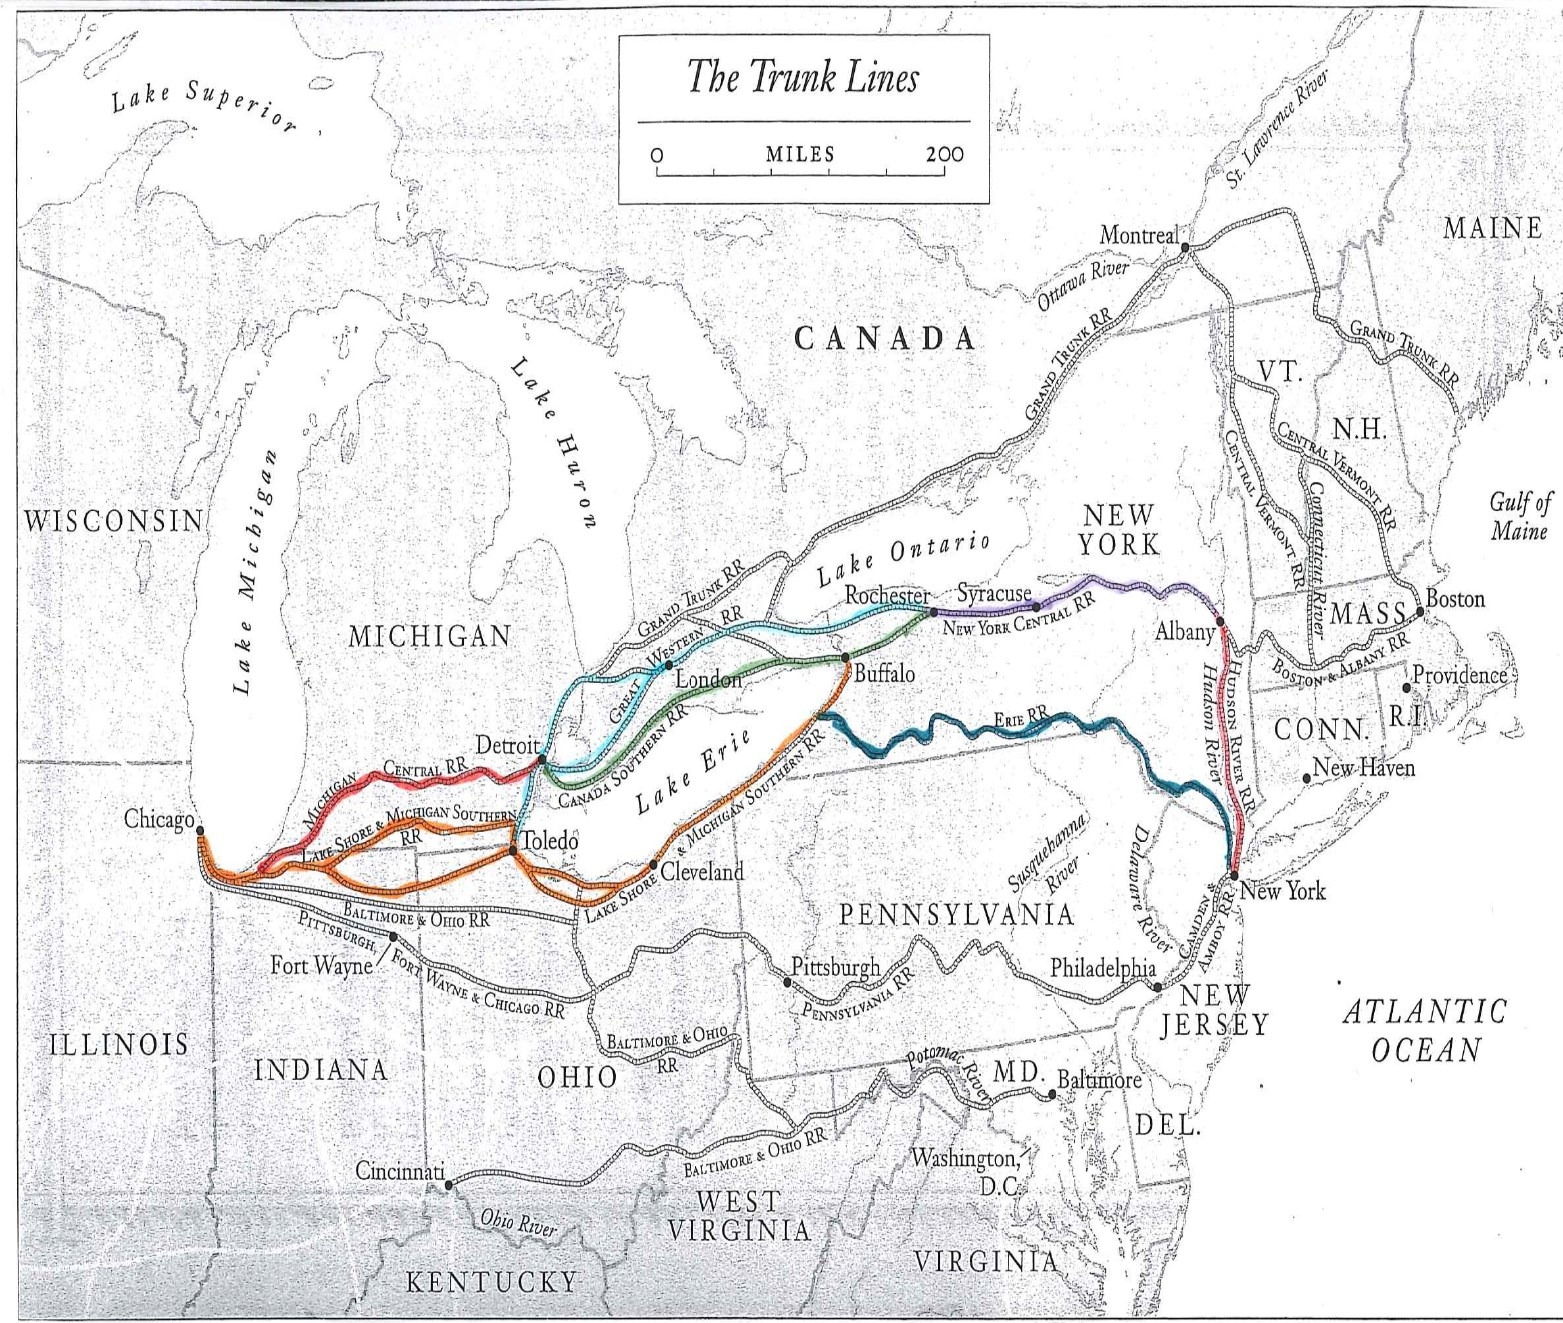 The Trunk Lines
0 MILES 200
Lake Superior
St. Lawrence River
Montreal
MAINE
Ottawa River
CANADA
GRAND TRUNK RR
GRAND TRUNK RR
Lake Huron
VT.
N.H.
CENTRAL VERMONT RR
CENTRAL VERMONT RR
Connecticut River
Lake Michigan
WISCONSIN
Gulf of
Maine
NEW
YORK
Lake Ontario
GRAND TRUNK RR
Rochester
Syracuse
NEW YORK CENTRAL RR
Boston
MASS.
Albany
MICHIGAN
GREAT WESTERN RR
London
Buffalo
BOSTON & ALBANY RR
Providence
R.I.
CONN.
New Haven
HUDSON RIVER RR
Hudson River
ERIE RR
Detroit
CANADA SOUTHERN RR
Lake Erie
MICHIGAN CENTRAL RR
Chicago
LAKE SHORE & MICHIGAN SOUTHERN
RR
Toledo
Cleveland
LAKE SHORE & MICHIGAN SOUTHERN RR
Susquehanna
River
Delaware River
New York
CAMDEN &
AMBOY RR
PENNSYLVANIA
BALTIMORE & OHIO RR
PITTSBURGH,
FORT WAYNE & CHICAGO RR
Fort Wayne
Pittsburgh
PENNSYLVANIA RR
Philadelphia
NEW
JERSEY
ATLANTIC
OCEAN
ILLINOIS
INDIANA
OHIO
BALTIMORE & OHIO
RR
Potomac
River
MD.
Baltimore
DEL.
BALTIMORE & OHIO RR
Cincinnati
Washington,
D.C.
WEST
VIRGINIA
Ohio River
VIRGINIA
KENTUCKY